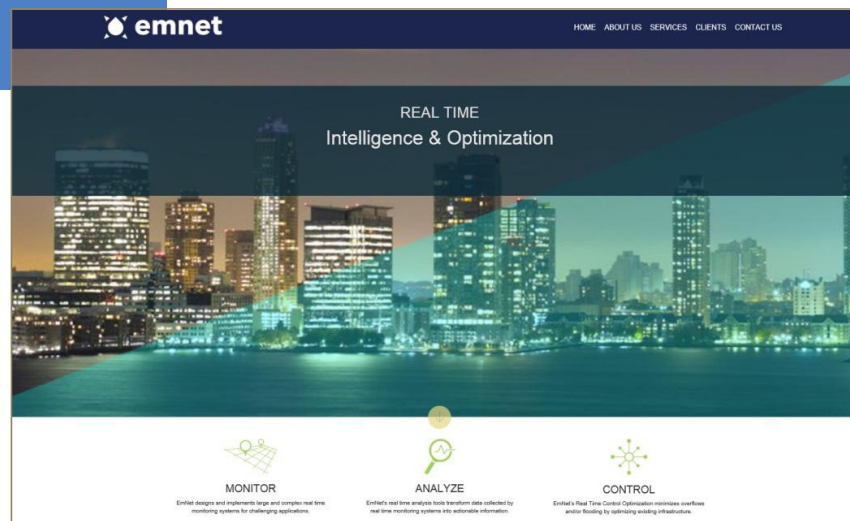 emnet
HOME ABOUT US SERVICES CLIENTS CONTACT US
REAL TIME
Intelligence & Optimization
MONITOR
EmNet designs and implements large and complex real time
monitoring systems for challenging applications.
ANALYZE
EmNet's real time analysis tools transform data collected by
real time monitoring systems into actionable information.
CONTROL
EmNet's Real Time Control Optimization minimizes overflows
and/or flooding by optimizing existing infrastructure.